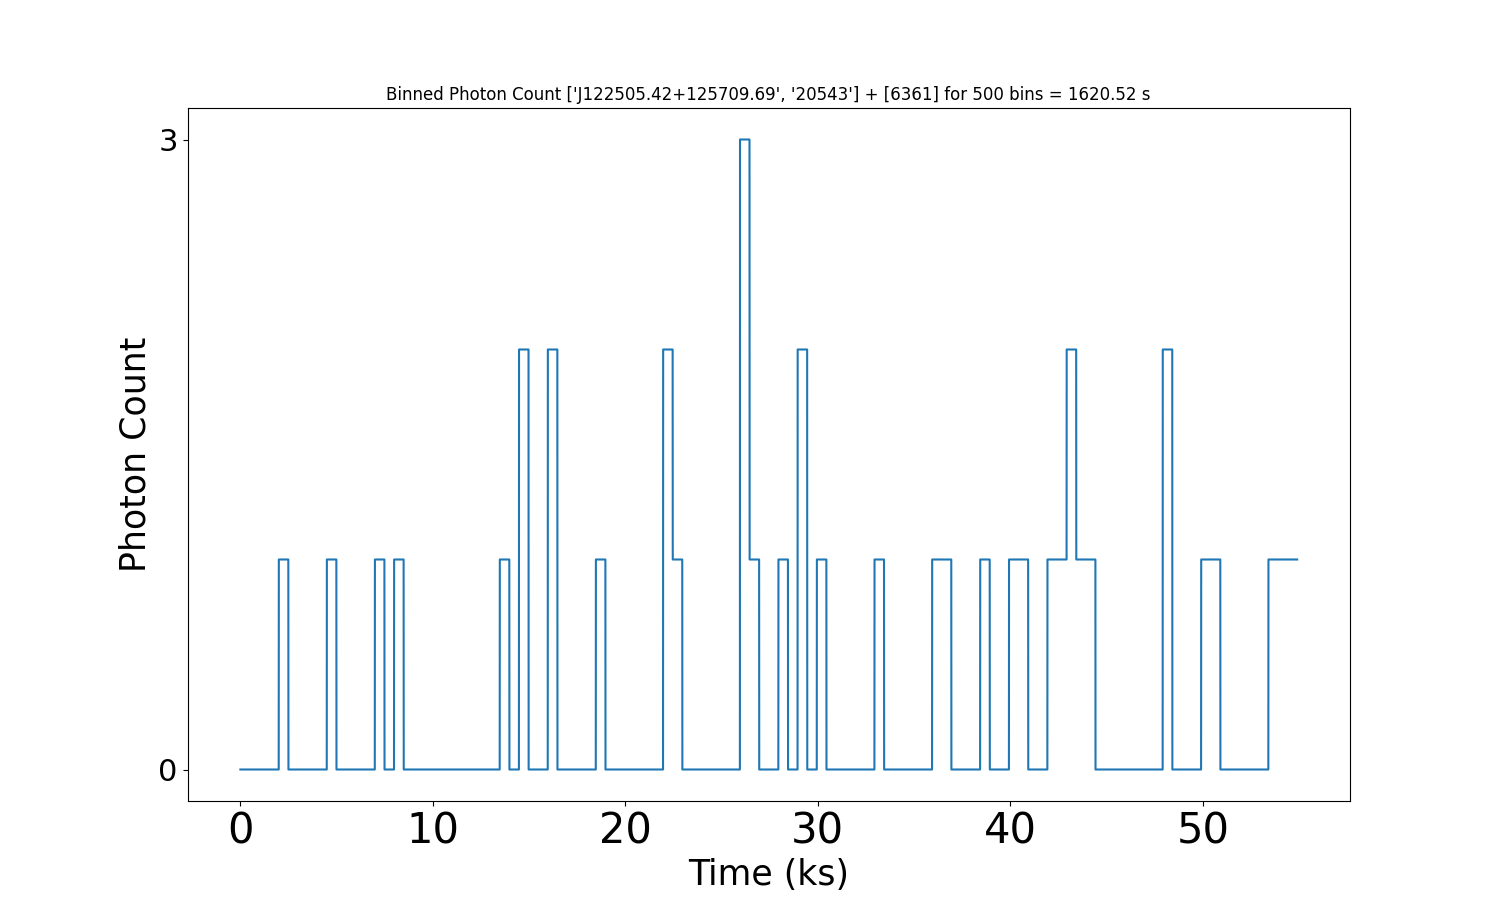 Binned Photon Count ['J122505.42+125709.69', '20543'] + [6361] for 500 bins = 1620.52 s
3
Photon Count
0
0 10 20 30 40 50
Time (ks)